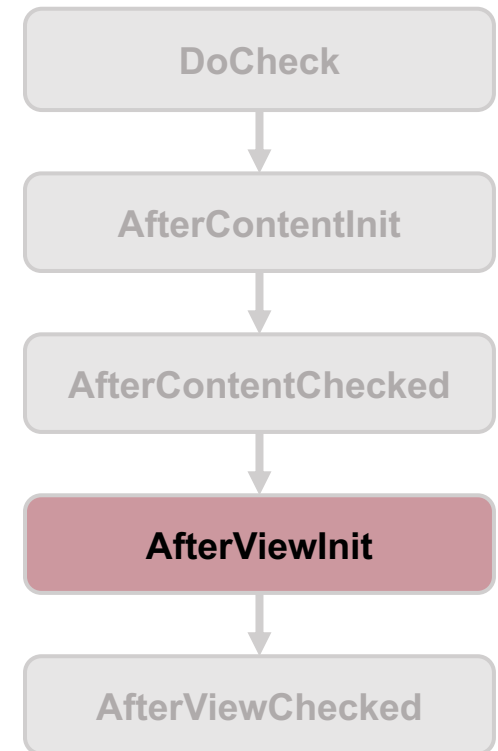 DoCheck
AfterContentInit
AfterContentChecked
AfterViewInit
AfterViewChecked